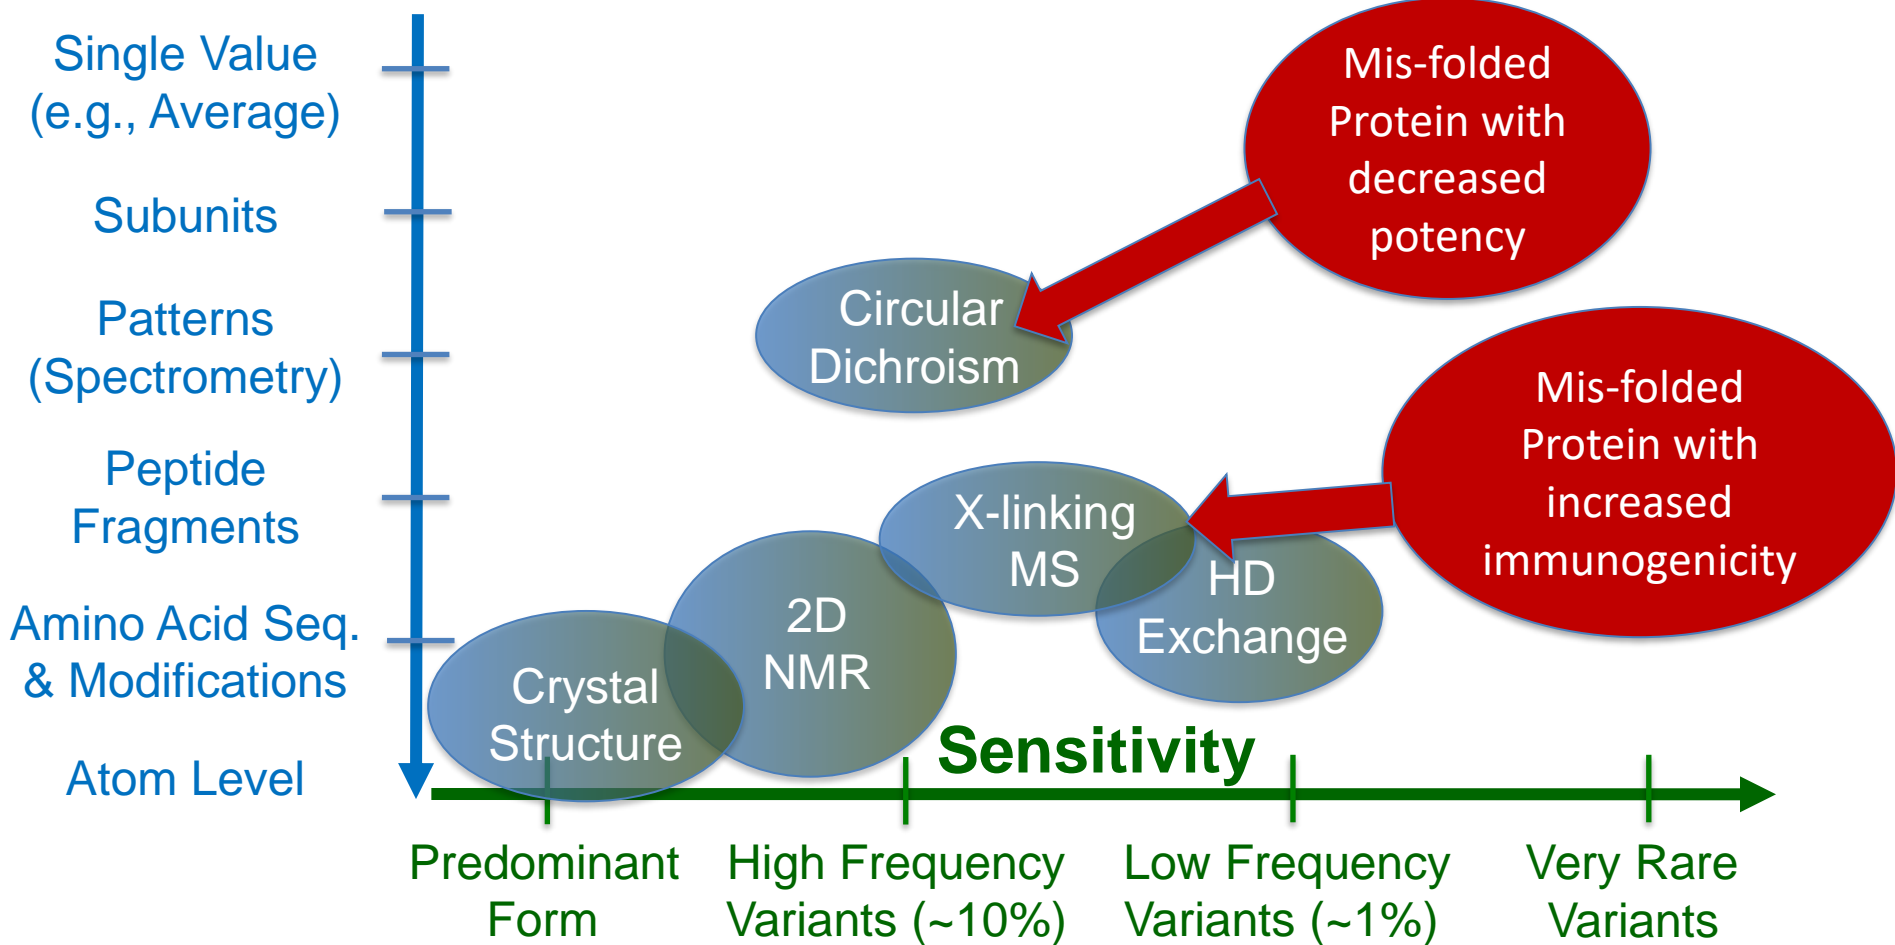 Single Value
(e.g., Average)
Subunits
Patterns
(Spectrometry)
Peptide
Fragments
Amino Acid Seq.
& Modifications
Atom Level
Mis-folded
Protein with
decreased
potency
Circular
Dichroism
Mis-folded
Protein with
increased
immunogenicity
X-linking
MS
HD
Exchange
2D
NMR
Crystal
Structure
Sensitivity
Predominant
Form
High Frequency
Variants (~10%)
Low Frequency
Variants (~1%)
Very Rare
Variants